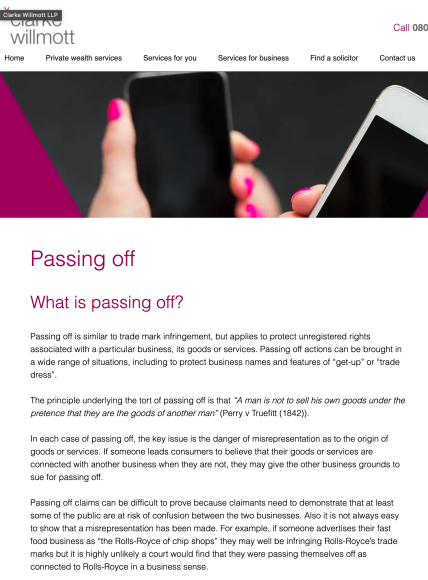 Clarke Willmott LLP
clarke
willmott
Call 080
Home Private wealth services Services for you Services for business Find a solicitor Contact us
Passing off
What is passing off?
Passing off is similar to trade mark infringement, but applies to protect unregistered rights
associated with a particular business, its goods or services. Passing off actions can be brought in
a wide range of situations, including to protect business names and features of “get-up” or “trade
dress”.
The principle underlying the tort of passing off is that “A man is not to sell his own goods under the
pretence that they are the goods of another man” (Perry v Truefitt (1842)).
In each case of passing off, the key issue is the danger of misrepresentation as to the origin of
goods or services. If someone leads consumers to believe that their goods or services are
connected with another business when they are not, they may give the other business grounds to
sue for passing off.
Passing off claims can be difficult to prove because claimants need to demonstrate that at least
some of the public are at risk of confusion between the two businesses. Also it is not always easy
to show that a misrepresentation has been made. For example, if someone advertises their fast
food business as “the Rolls-Royce of chip shops” they may well be infringing Rolls-Royce’s trade
marks but it is highly unlikely a court would find that they were passing themselves off as
connected to Rolls-Royce in a business sense.